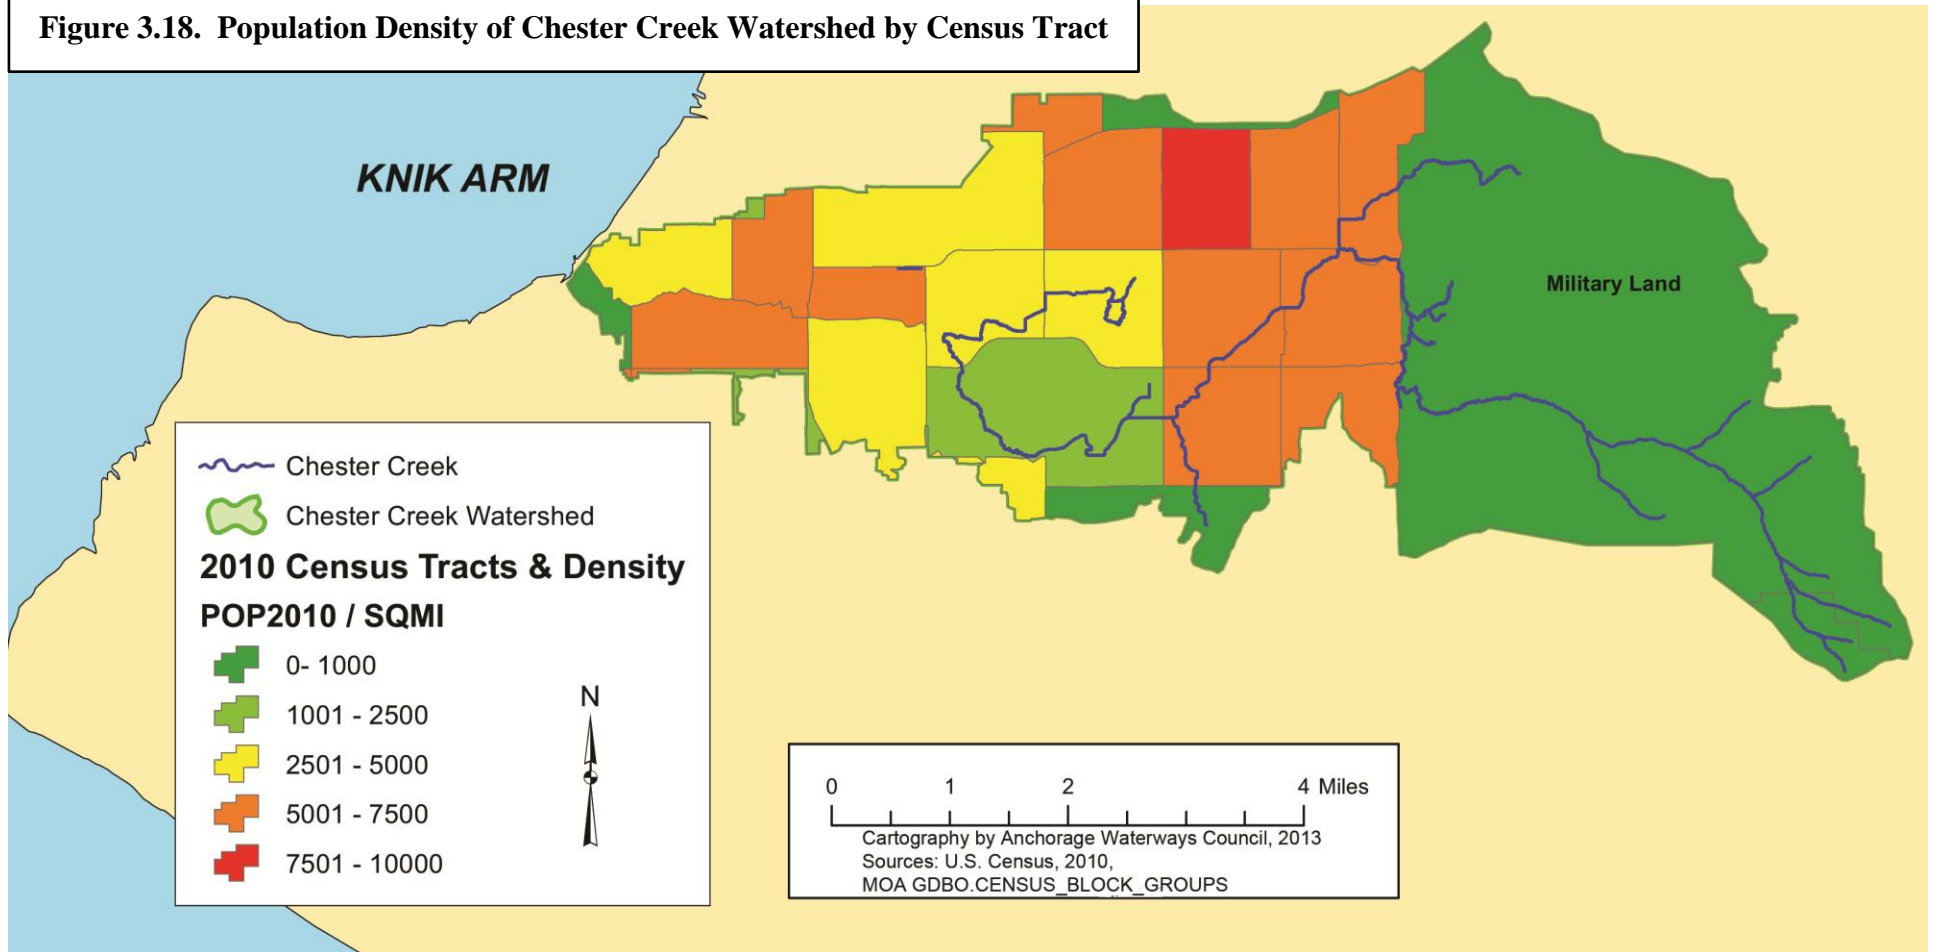 Figure 3.18. Population Density of Chester Creek Watershed by Census Tract
KNIK ARM
Military Land
Chester Creek
Chester Creek Watershed
2010 Census Tracts & Density
POP2010 / SQMI
0- 1000
1001 - 2500
2501 - 5000
5001 - 7500
7501 - 10000
N
0 1 2 4 Miles
Cartography by Anchorage Waterways Council, 2013
Sources: U.S. Census, 2010,
MOA GDBO.CENSUS_BLOCK_GROUPS